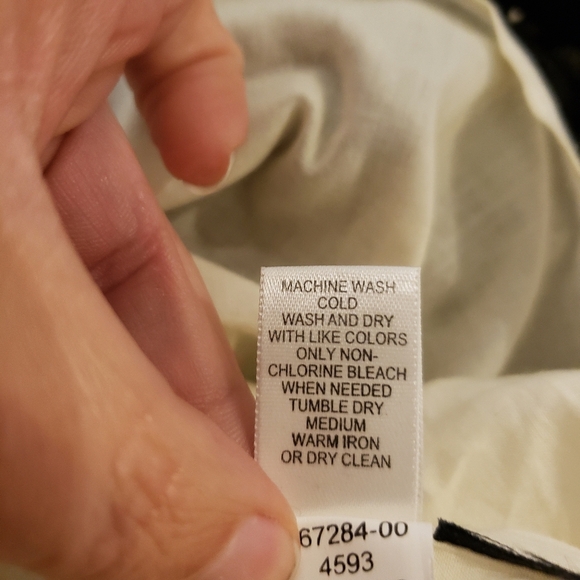 MACHINE WASH
COLD
WASH AND DRY
WITH LIKE COLORS
ONLY NON-
CHLORINE BLEACH
WHEN NEEDED
TUMBLE DRY
MEDIUM
WARM IRON
OR DRY CLEAN
67284-00
4593